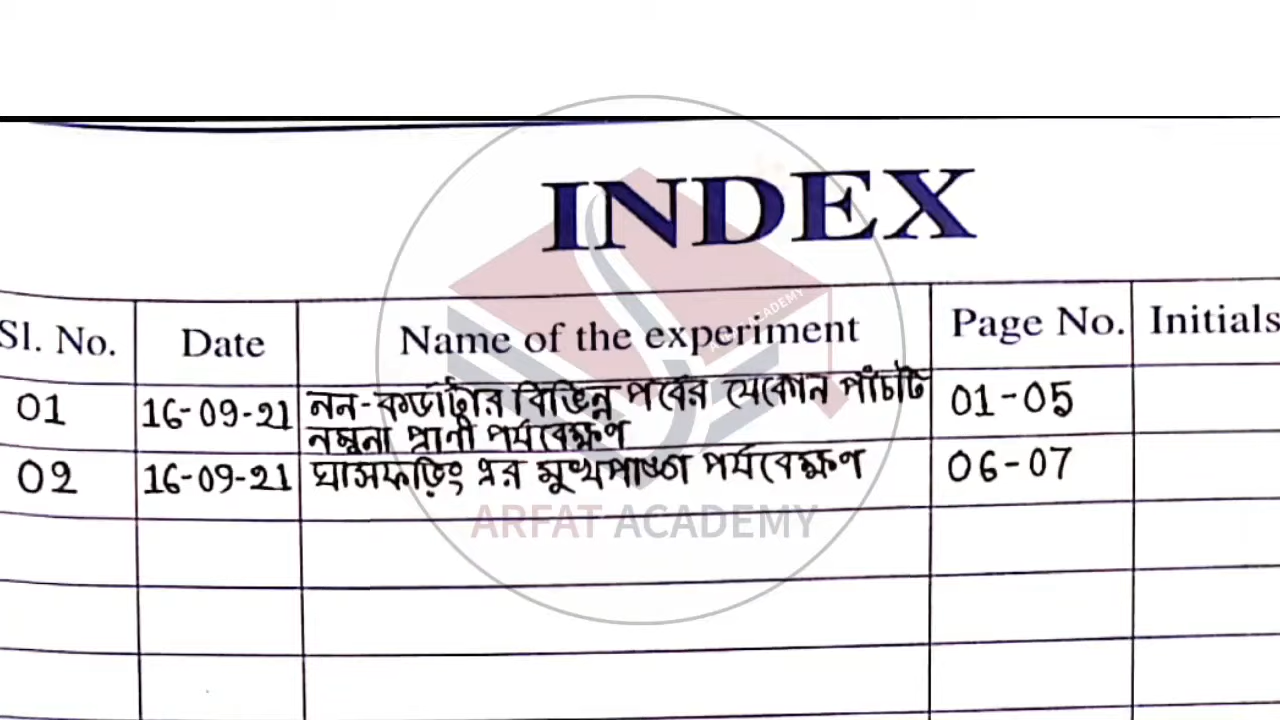 INDEX
Sl. No. Date Name of the experiment Page No. Initials
01 16-09-21 নন-কর্ডাটার বিভিন্ন পর্বের যেকোন পাঁচটি 01-05
নমুনা প্রাণী পর্যবেক্ষণ
02 16-09-21 ঘাসফড়িং এর মুখপাঙ্গ পর্যবেক্ষণ 06-07
ACADEMY
ARFAT ACADEMY